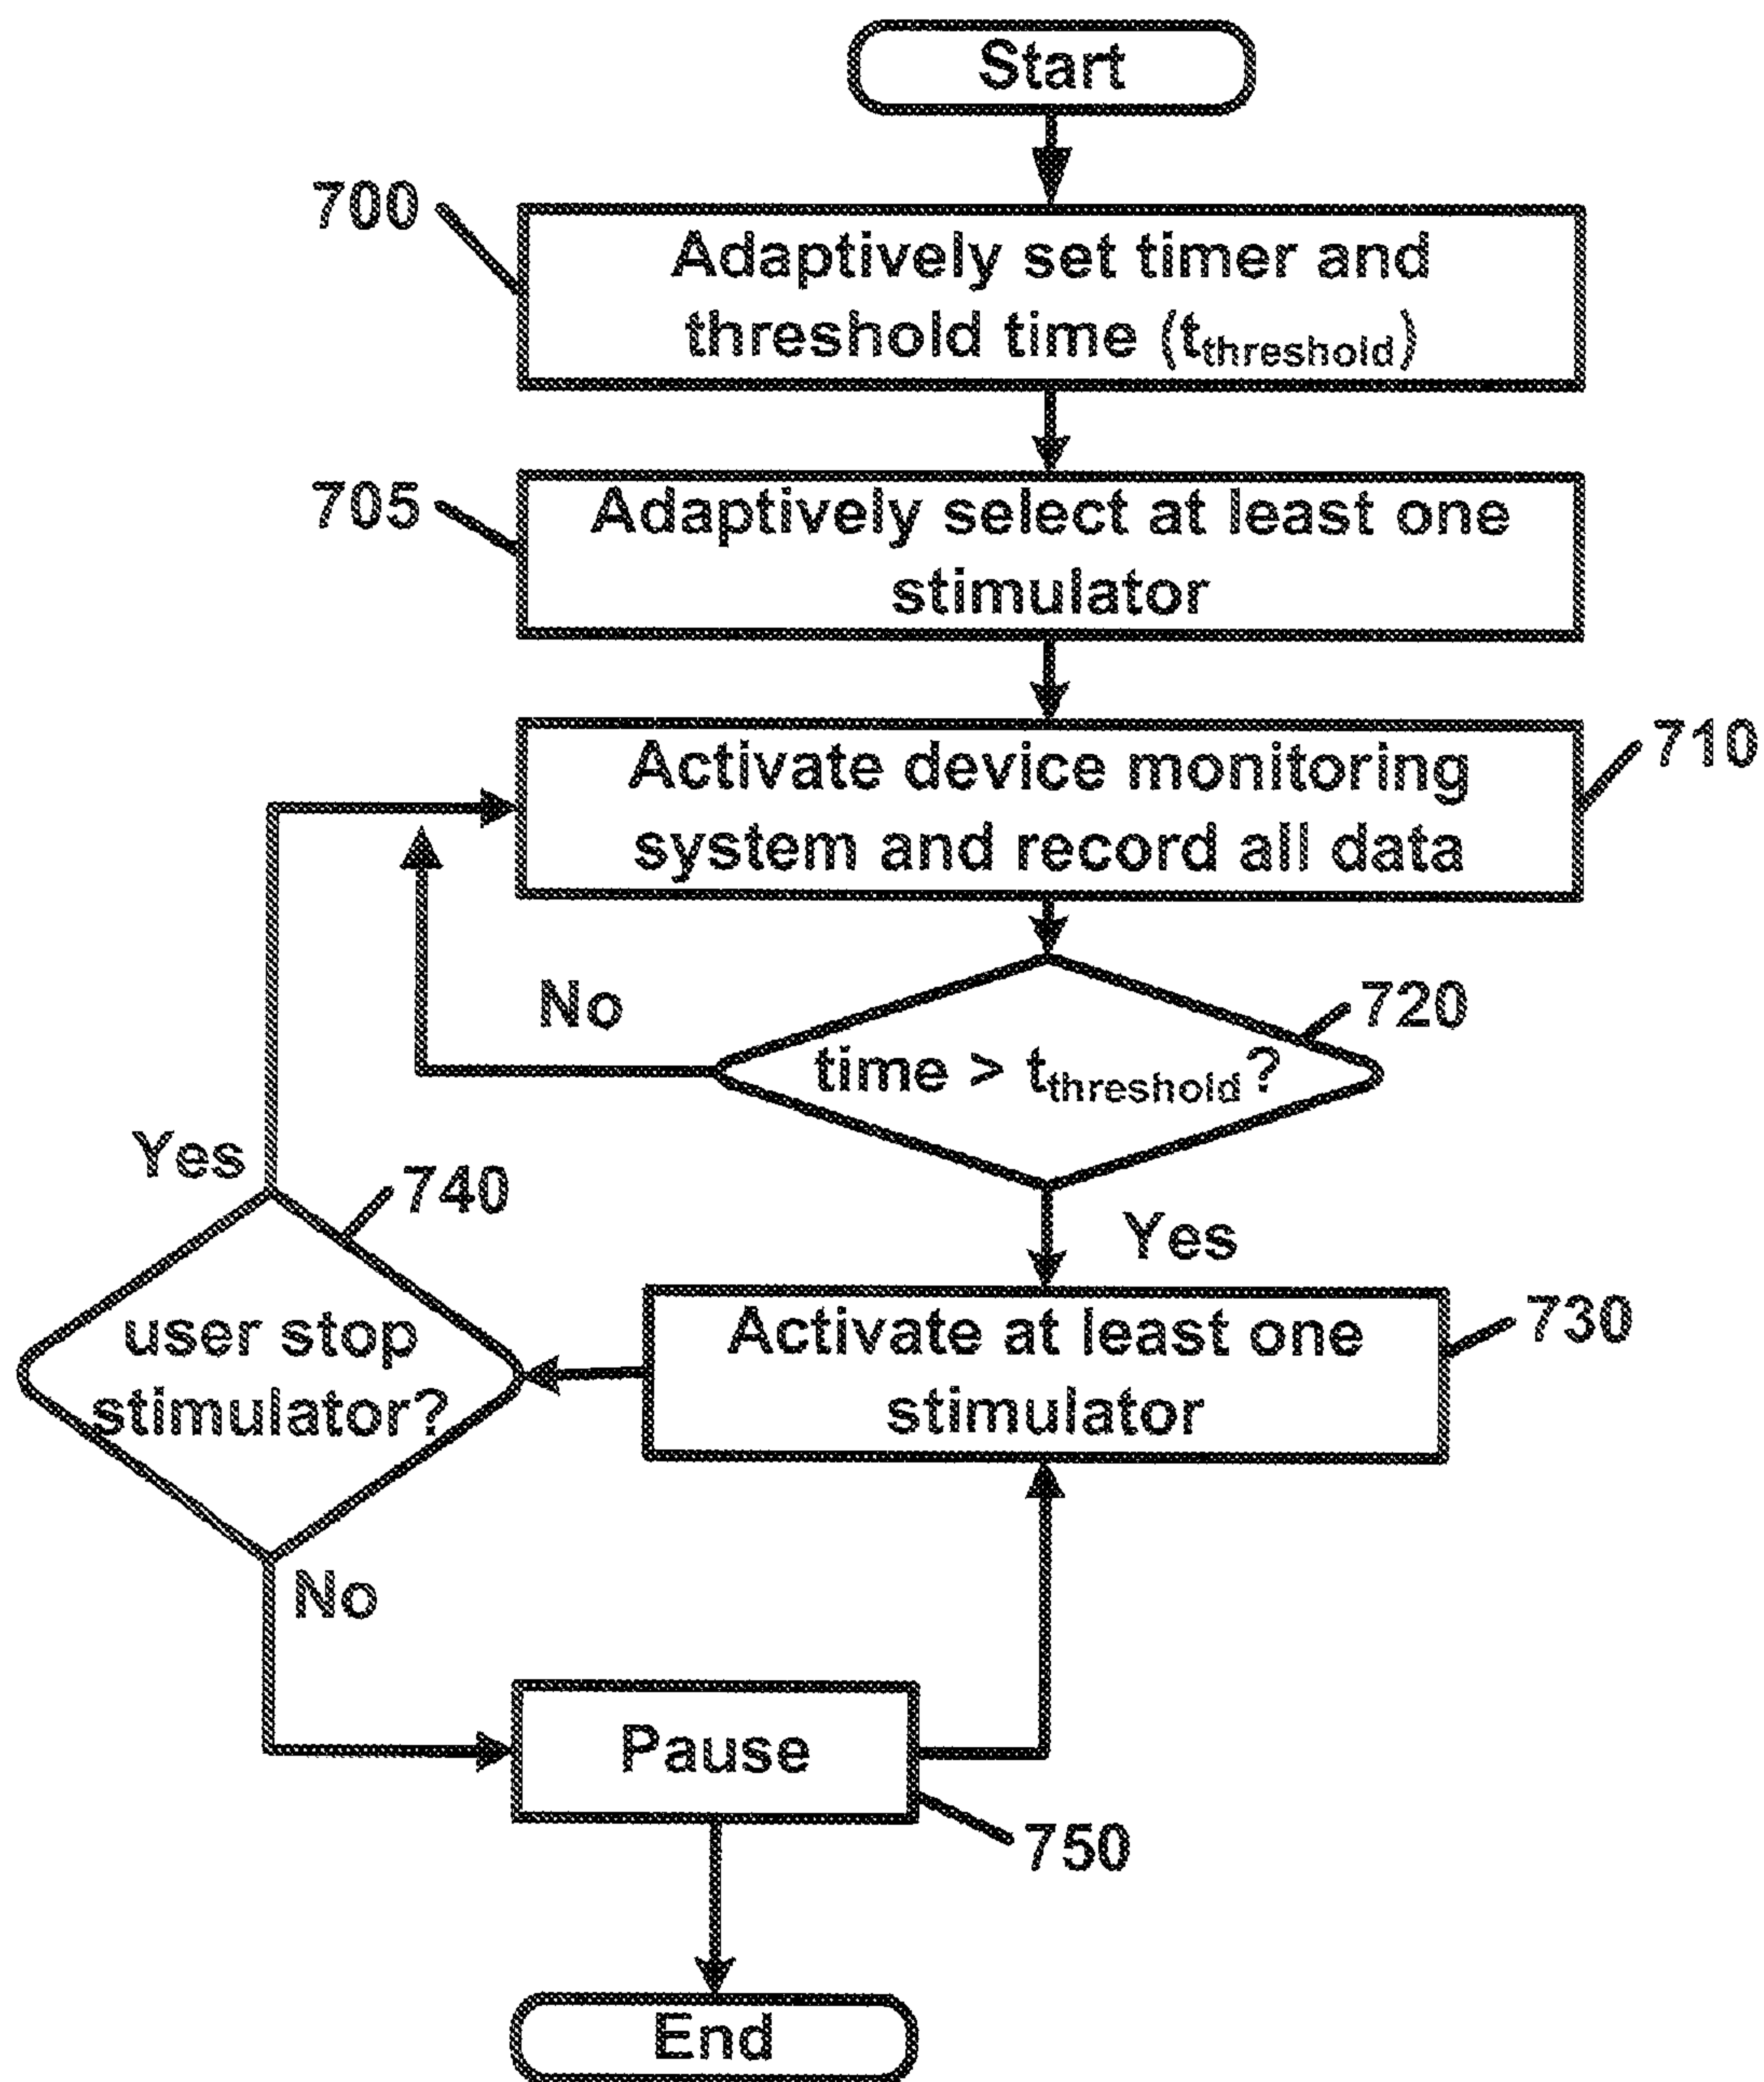 Start
700
Adaptively set timer and
threshold time (tthreshold)
705
Adaptively select at least one
stimulator
Activate device monitoring
system and record all data
710
No
720
time > tthreshold?
Yes
740
Yes
user stop
stimulator?
Activate at least one
stimulator
730
No
Pause
750
End